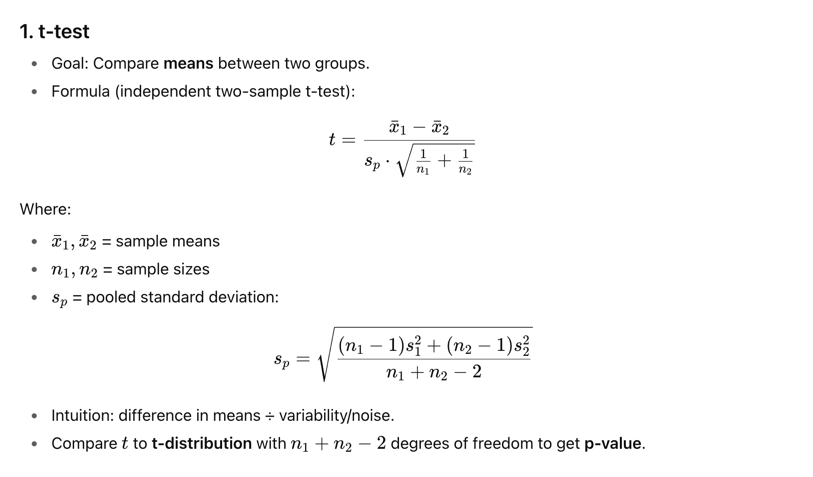 1. t-test
• Goal: Compare means between two groups.
• Formula (independent two-sample t-test):
t = \frac{\bar{x}_1 - \bar{x}_2}{s_p \cdot \sqrt{\frac{1}{n_1} + \frac{1}{n_2}}}
Where:
• \bar{x}_1, \bar{x}_2 = sample means
• n_1, n_2 = sample sizes
• s_p = pooled standard deviation:
s_p = \sqrt{\frac{(n_1 - 1)s_1^2 + (n_2 - 1)s_2^2}{n_1 + n_2 - 2}}
• Intuition: difference in means ÷ variability/noise.
• Compare t to t-distribution with n_1 + n_2 - 2 degrees of freedom to get p-value.